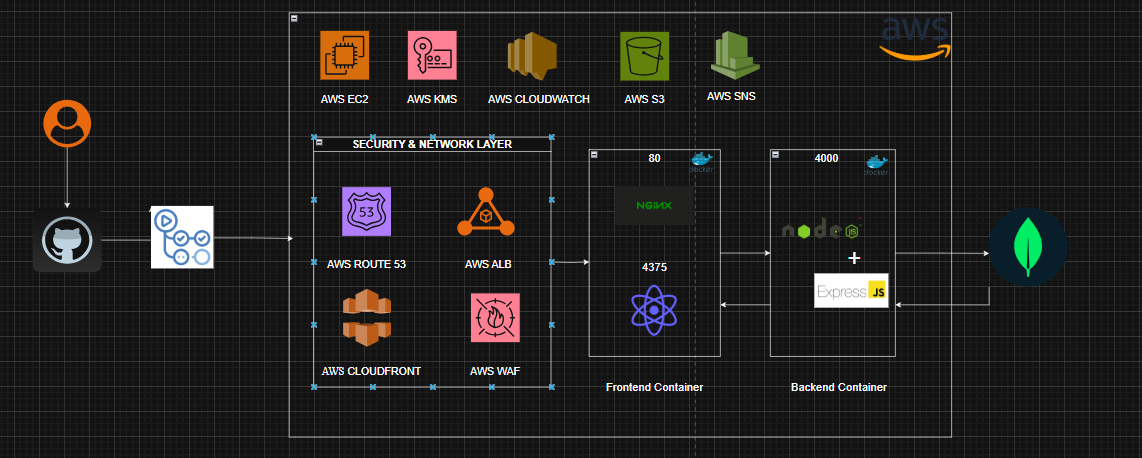 aws
AWS EC2
AWS KMS
AWS CLOUDWATCH
AWS S3
AWS SNS
SECURITY & NETWORK LAYER
53
AWS ROUTE 53
AWS ALB
AWS CLOUDFRONT
AWS WAF
80
docker
NGINX
4375
Frontend Container
4000
docker
node
JS
+
Express JS
Backend Container